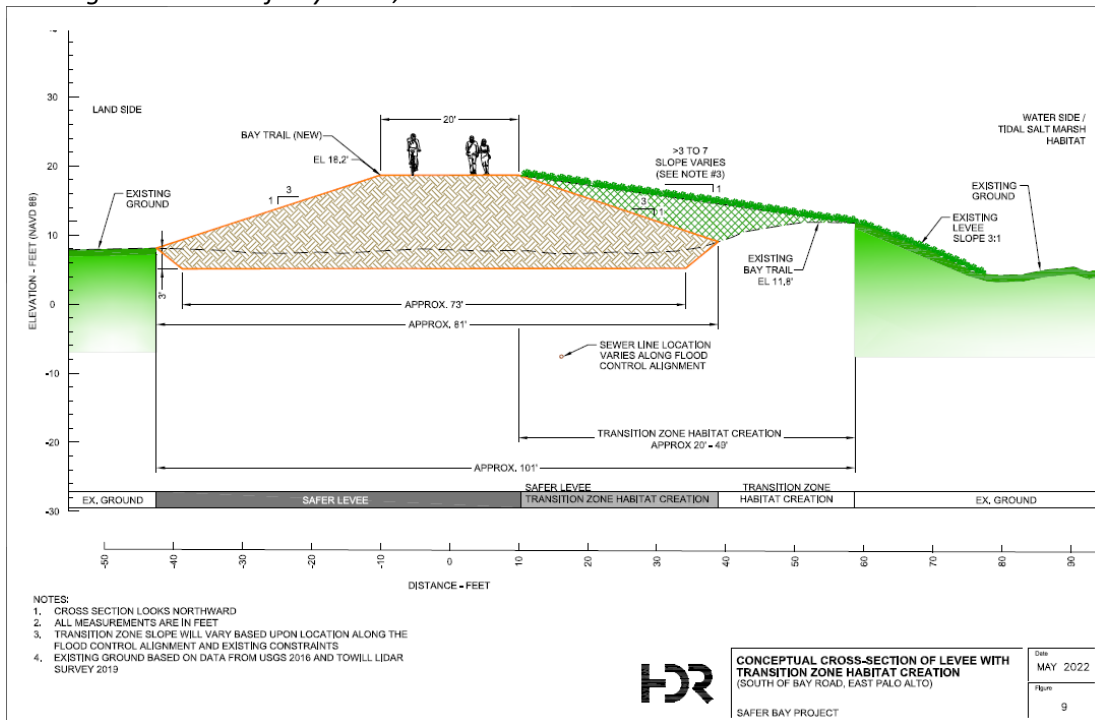 30
20
10
0
-10
-20
-30
ELEVATION - FEET (NAVD 88)
LAND SIDE
WATER SIDE /
TIDAL SALT MARSH
HABITAT
20'
BAY TRAIL (NEW)
EL 18.2'
>3 TO 7
SLOPE VARIES
(SEE NOTE #3)
1
3
1
3
1
EXISTING
GROUND
EXISTING
GROUND
EXISTING
LEVEE
SLOPE 3:1
EXISTING
BAY TRAIL
EL 11.8'
3'
APPROX. 73'
APPROX. 81'
SEWER LINE LOCATION
VARIES ALONG FLOOD
CONTROL ALIGNMENT
TRANSITION ZONE HABITAT CREATION
APPROX 20' - 49'
APPROX. 101'
EX. GROUND
SAFER LEVEE
SAFER LEVEE
TRANSITION ZONE HABITAT CREATION
TRANSITION ZONE
HABITAT CREATION
EX. GROUND
-50 -40 -30 -20 -10 0 10 20 30 40 50 60 70 80 90
DISTANCE - FEET
NOTES:
1. CROSS SECTION LOOKS NORTHWARD
2. ALL MEASUREMENTS ARE IN FEET
3. TRANSITION ZONE SLOPE WILL VARY BASED UPON LOCATION ALONG THE
FLOOD CONTROL ALIGNMENT AND EXISTING CONSTRAINTS
4. EXISTING GROUND BASED ON DATA FROM USGS 2016 AND TOWILL LIDAR
SURVEY 2019
HDR
CONCEPTUAL CROSS-SECTION OF LEVEE WITH
TRANSITION ZONE HABITAT CREATION
(SOUTH OF BAY ROAD, EAST PALO ALTO)
SAFER BAY PROJECT
Date
MAY 2022
Figure
9